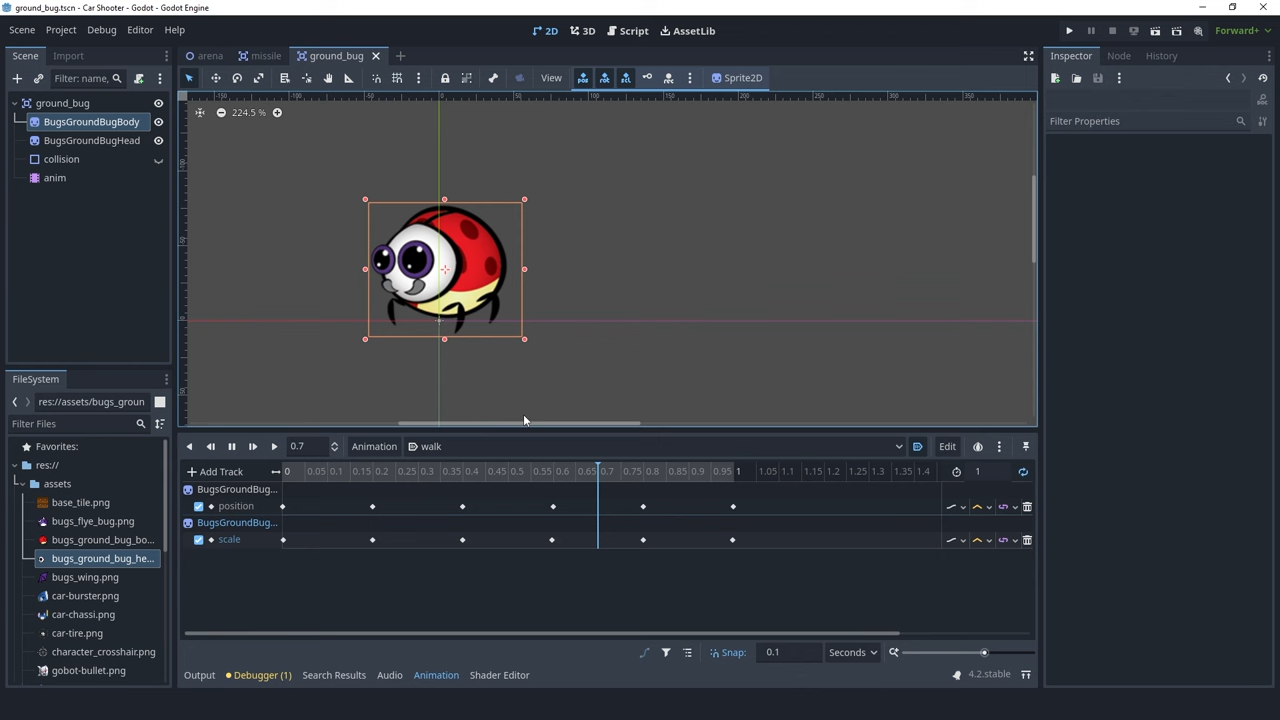 ground_bug.tscn - Car Shooter - Godot Engine
Scene Project Debug Editor Help 2D 3D Script AssetLib Forward+
Scene Import arena missile ground_bug Inspector Node History
Filter: name, View Sprite2D
ground_bug
BugsGroundBugBody
BugsGroundBugHead
collision
anim
224.5 %
Filter Properties
FileSystem
res://assets/bugs_groun
Filter Files
Favorites:
res://
assets
base_tile.png
bugs_flye_bug.png
bugs_ground_bug_bo...
bugs_ground_bug_he...
bugs_wing.png
car-burster.png
car-chassi.png
car-tire.png
character_crosshair.png
gobot-bullet.png
0.7 Animation walk Edit
Add Track 0 0.05 0.1 0.15 0.2 0.25 0.3 0.35 0.4 0.45 0.5 0.55 0.6 0.65 0.7 0.75 0.8 0.85 0.9 0.95 1 1.05 1.1 1.15 1.2 1.25 1.3 1.35 1.4 1
BugsGroundBug...
position
BugsGroundBug...
scale
Snap: 0.1 Seconds
Output Debugger (1) Search Results Audio Animation Shader Editor 4.2.stable